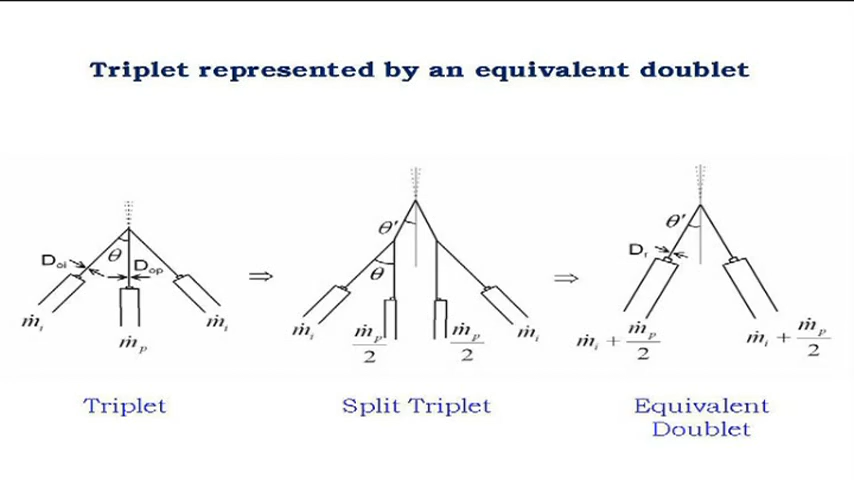 Triplet represented by an equivalent doublet
θ
D_oi
D_op
ṁ_i
ṁ_p
ṁ_i
⇒
θ'
θ
ṁ_i
ṁ_p/2
ṁ_p/2
ṁ_i
⇒
θ'
D_r
ṁ_i + ṁ_p/2
ṁ_i + ṁ_p/2
Triplet
Split Triplet
Equivalent
Doublet